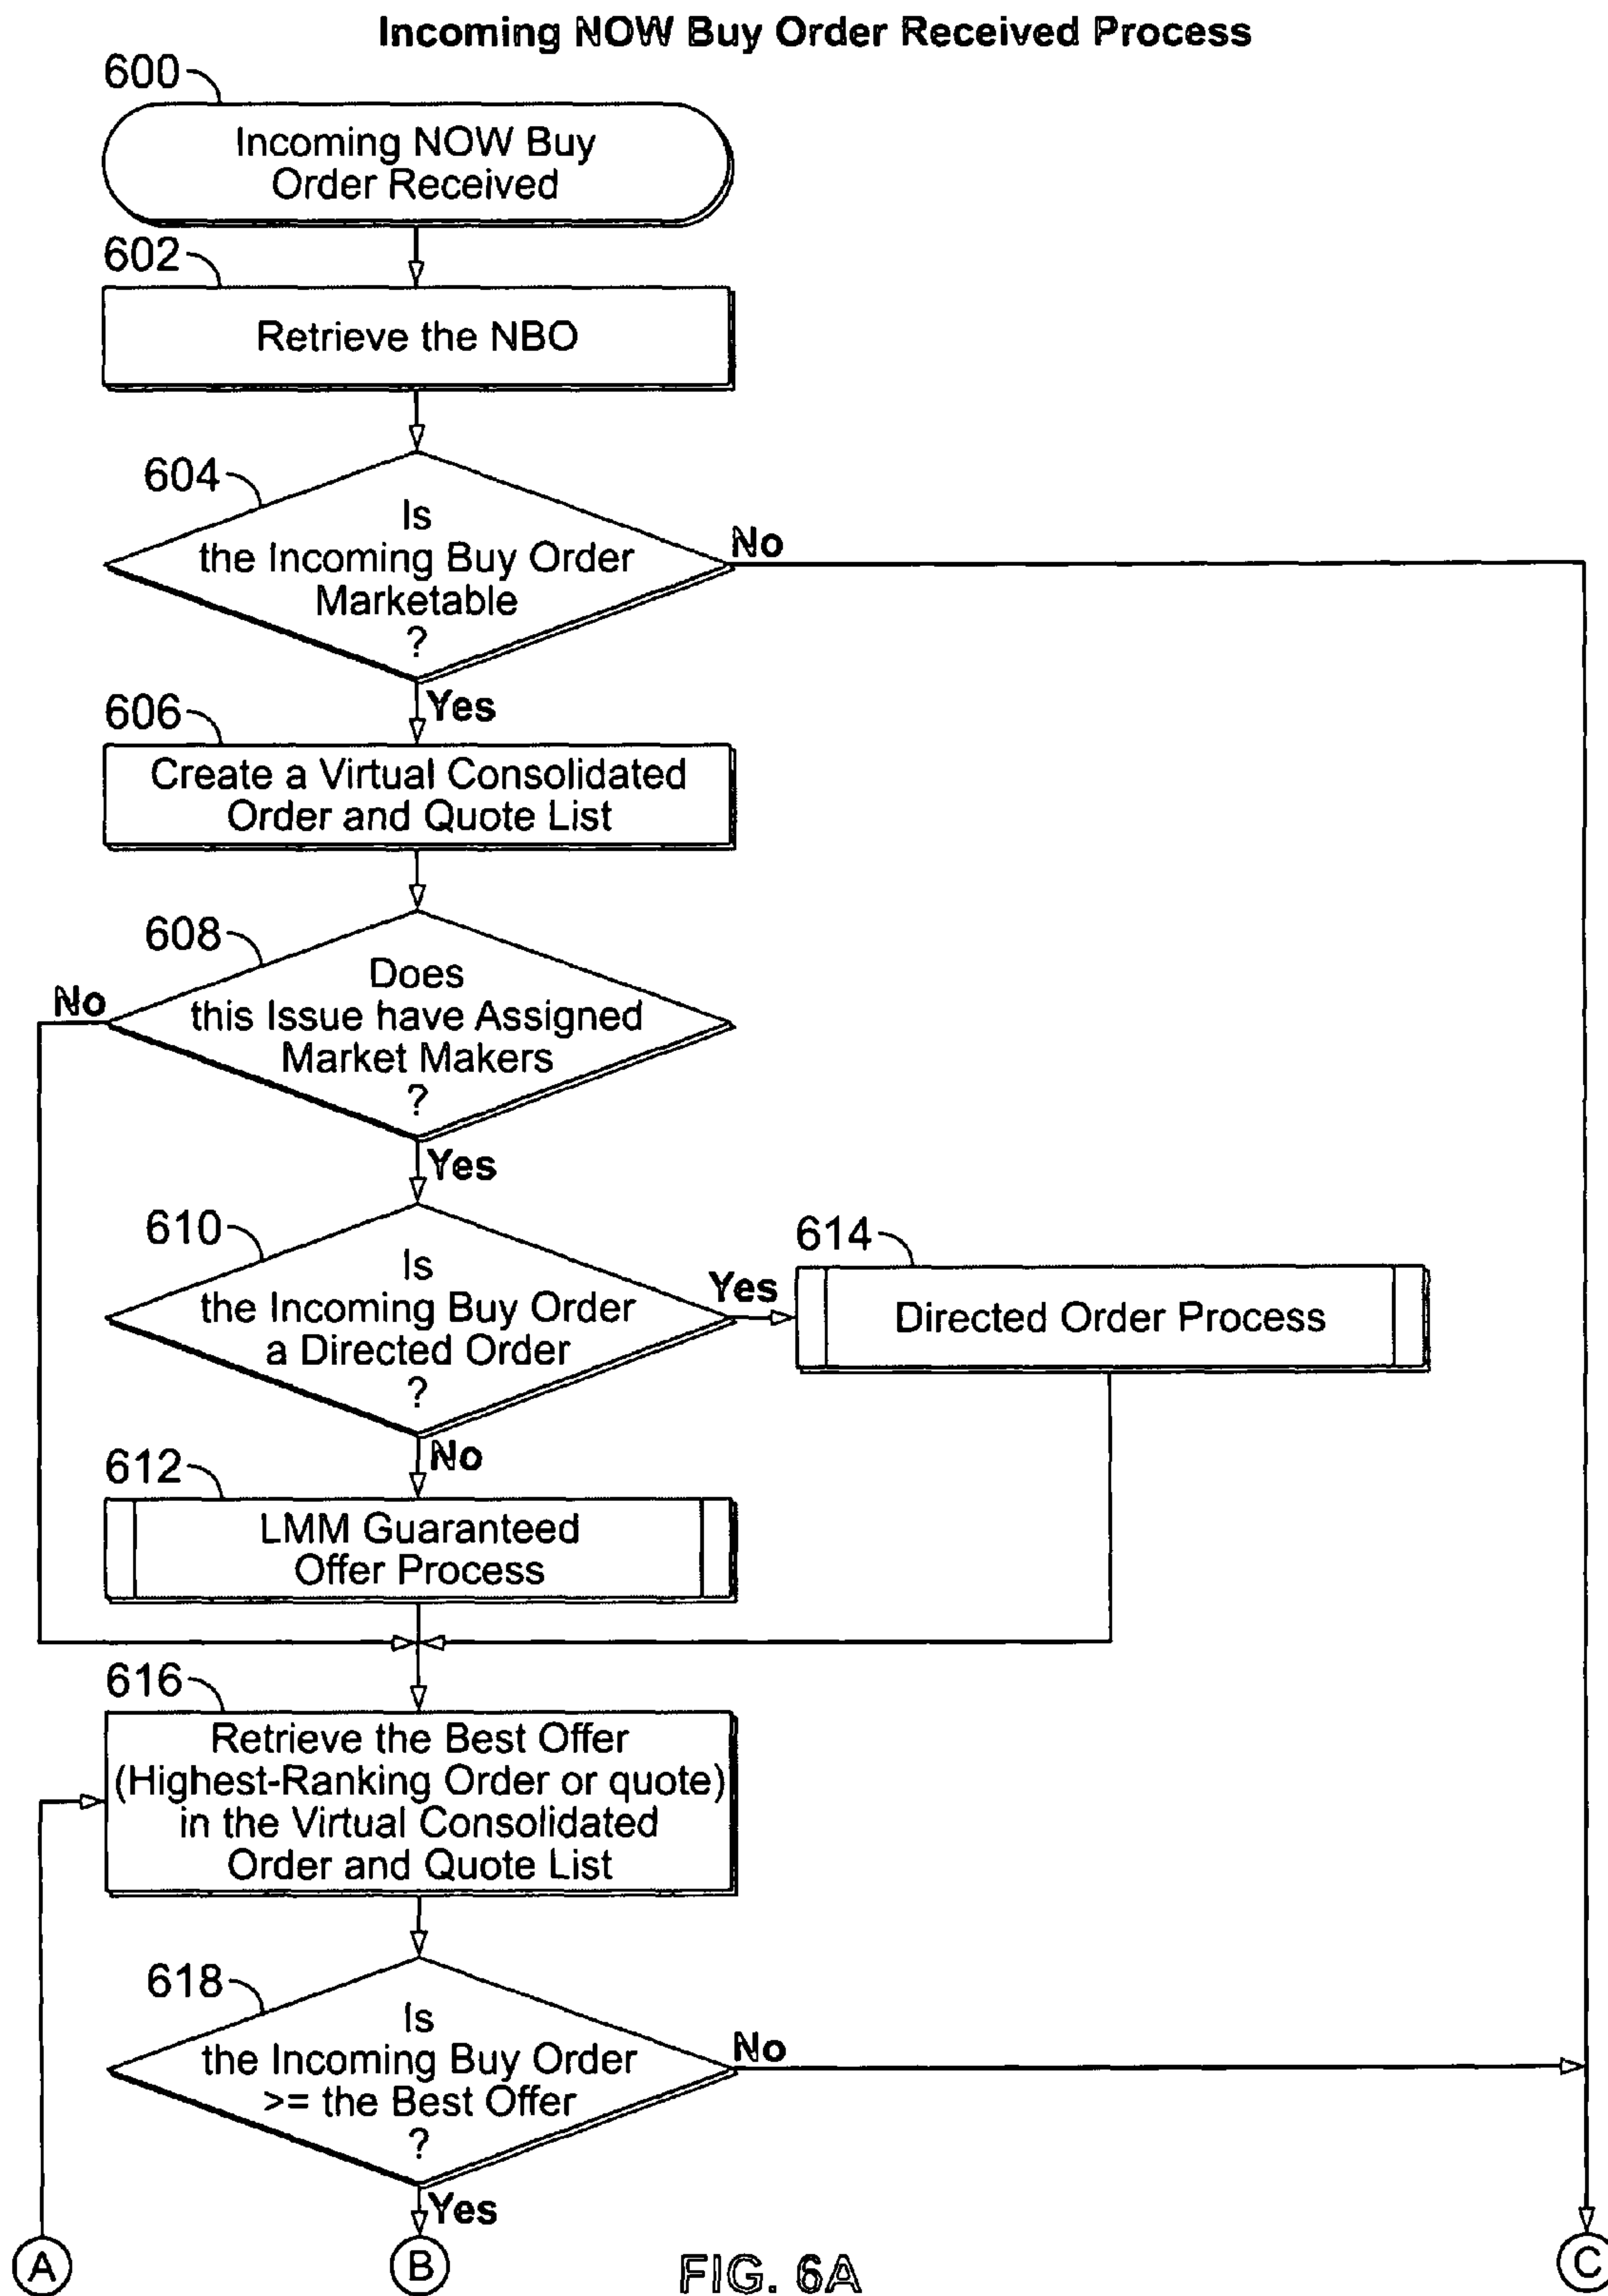 Incoming NOW Buy Order Received Process
600
Incoming NOW Buy
Order Received
602
Retrieve the NBO
604
Is
the Incoming Buy Order
Marketable
?
No
Yes
606
Create a Virtual Consolidated
Order and Quote List
608
Does
this Issue have Assigned
Market Makers
?
No
Yes
610
Is
the Incoming Buy Order
a Directed Order
?
Yes
614
Directed Order Process
No
612
LMM Guaranteed
Offer Process
616
Retrieve the Best Offer
(Highest-Ranking Order or quote)
in the Virtual Consolidated
Order and Quote List
618
Is
the Incoming Buy Order
>= the Best Offer
?
No
Yes
A
B
C
FIG. 6A